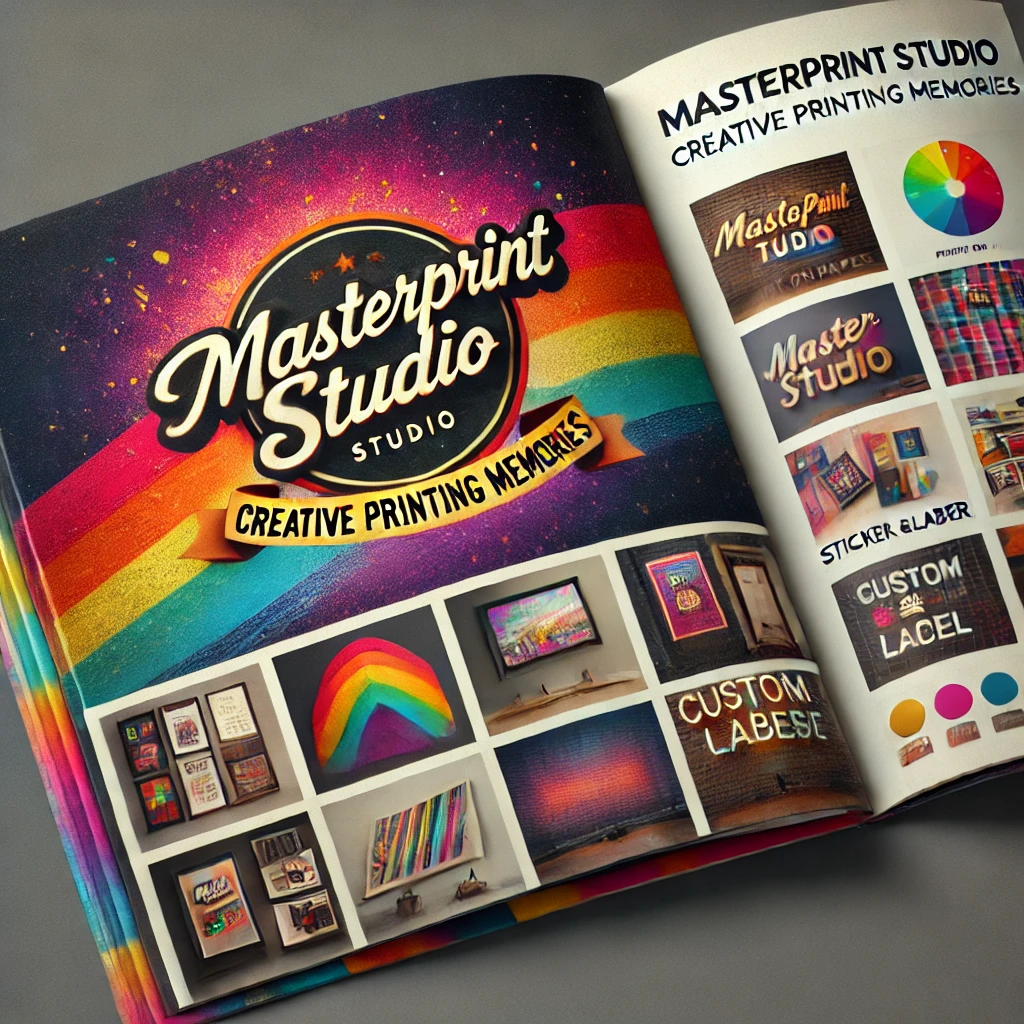 Masterprint
Studio
STUDIO
CREATIVE PRINTING MEMORIES
CUSTOM
LABESE
MASTERPRINT STUDIO
CREATIVE PRINTING MEMORIES
Master
Studio
TUDIO
STICKER &LABER
CUSTOM
LACEL